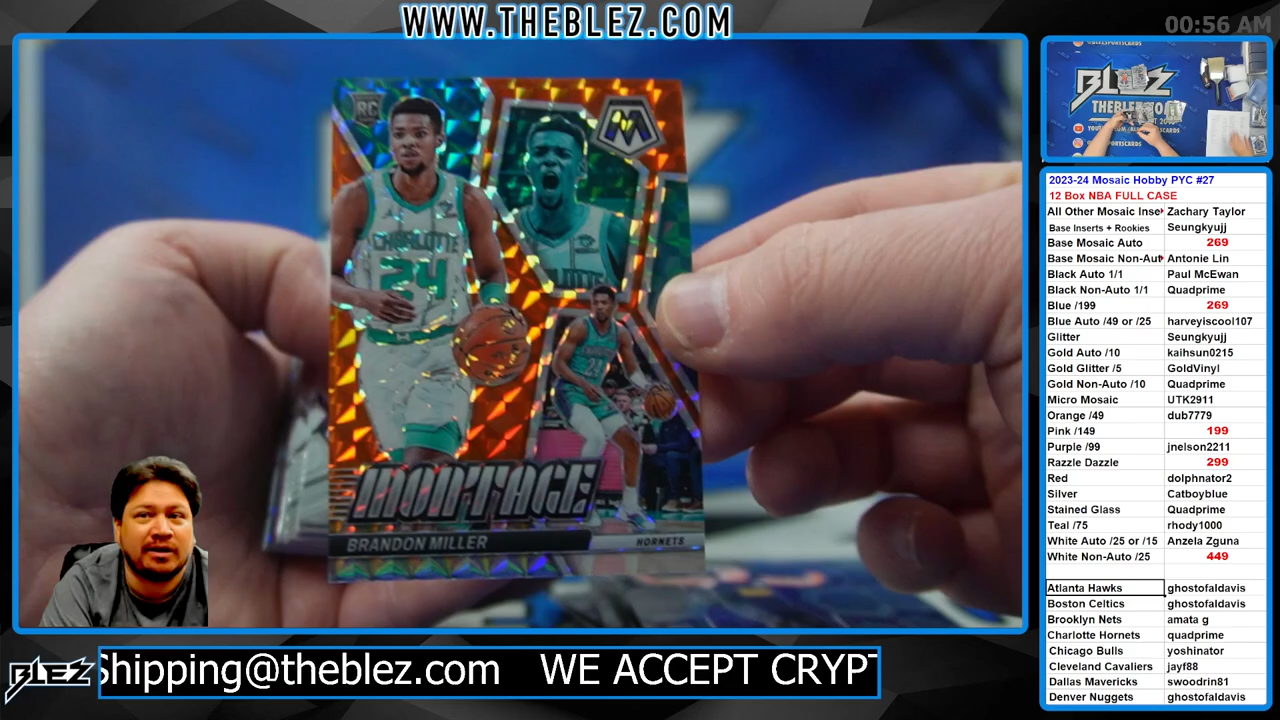 WWW.THEBLEZ.COM
00:56 AM
RC
CHARLOTTE
24
MONTAGE
BRANDON MILLER
HORNETS
BLEZ
THEBLEZ.COM
2023-24 Mosaic Hobby PYC #27
12 Box NBA FULL CASE
All Other Mosaic Inse Zachary Taylor
Base Inserts + Rookies Seungkyujj
Base Mosaic Auto 269
Base Mosaic Non-Aut Antonie Lin
Black Auto 1/1 Paul McEwan
Black Non-Auto 1/1 Quadprime
Blue /199 269
Blue Auto /49 or /25 harveyiscool107
Glitter Seungkyujj
Gold Auto /10 kaihsun0215
Gold Glitter /5 GoldVinyl
Gold Non-Auto /10 Quadprime
Micro Mosaic UTK2911
Orange /49 dub7779
Pink /149 199
Purple /99 jnelson2211
Razzle Dazzle 299
Red dolphnator2
Silver Catboyblue
Stained Glass Quadprime
Teal /75 rhody1000
White Auto /25 or /15 Anzela Zguna
White Non-Auto /25 449
Atlanta Hawks ghostofaldavis
Boston Celtics ghostofaldavis
Brooklyn Nets amata g
Charlotte Hornets quadprime
Chicago Bulls yoshinator
Cleveland Cavaliers jayf88
Dallas Mavericks swoodrin81
Denver Nuggets ghostofaldavis
BLEZ
Shipping@theblez.com WE ACCEPT CRYPT